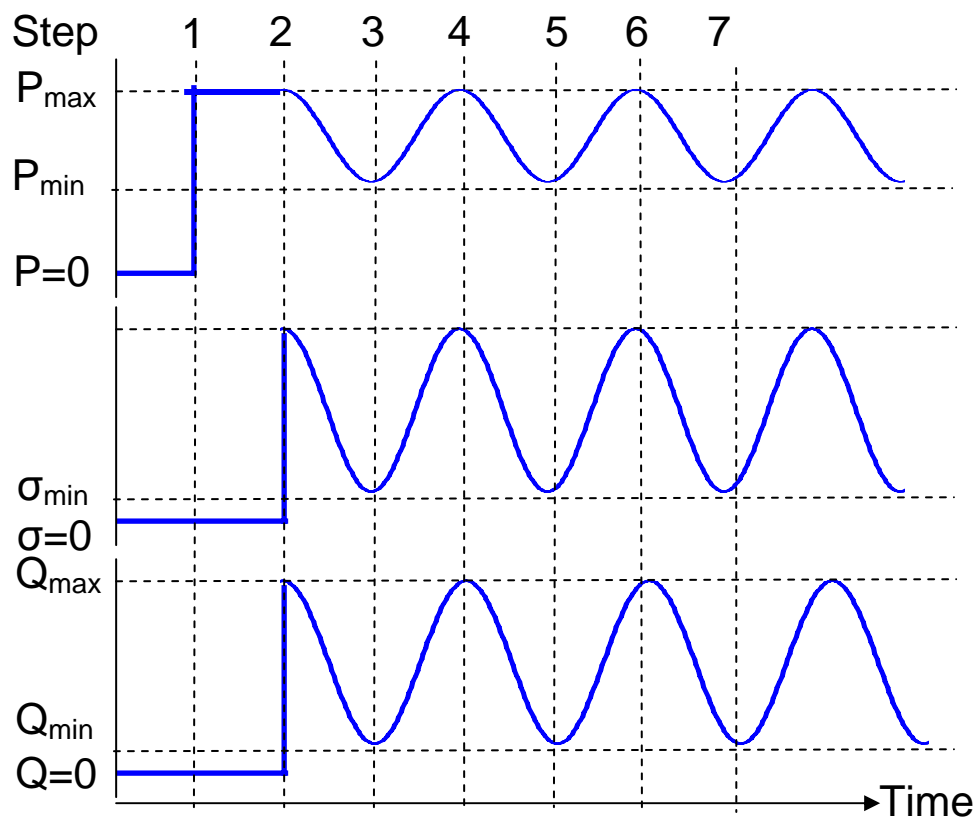 Step 1 2 3 4 5 6 7
Pmax
Pmin
P=0
σmin
σ=0
Qmax
Qmin
Q=0
Time